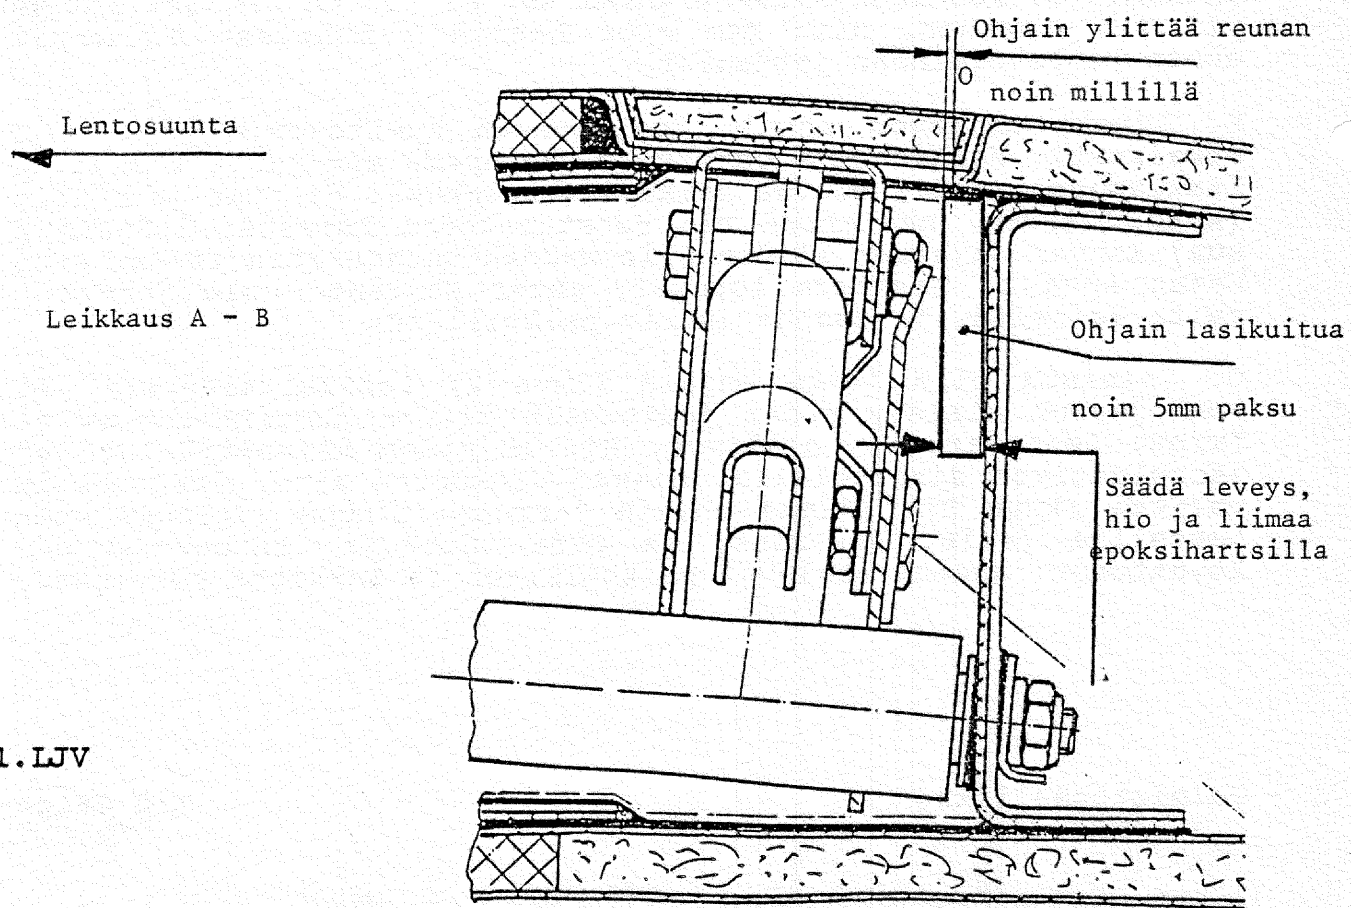 Ohjain ylittää reunan
O
noin millillä
Lentosuunta
Leikkaus A - B
Ohjain lasikuitua
noin 5mm paksu
Säädä leveys,
hio ja liimaa
epoksihartsilla
1.LJV